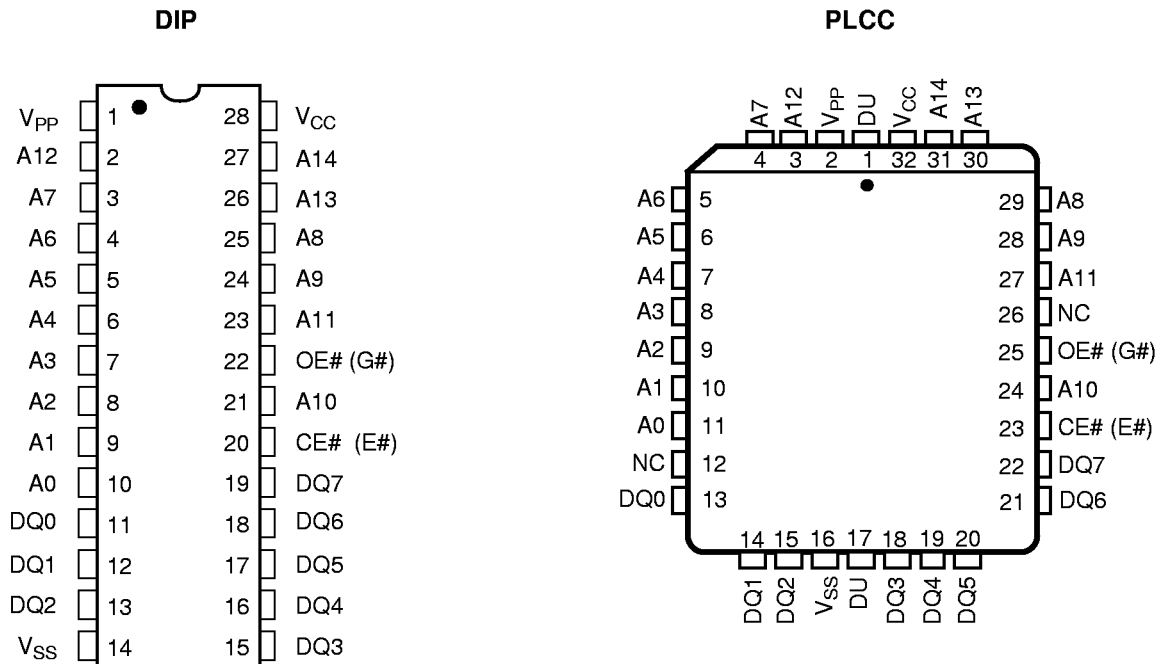 DIP
PLCC
VPP 1 28 VCC
A12 2 27 A14
A7 3 26 A13
A6 4 25 A8
A5 5 24 A9
A4 6 23 A11
A3 7 22 OE# (G#)
A2 8 21 A10
A1 9 20 CE# (E#)
A0 10 19 DQ7
DQ0 11 18 DQ6
DQ1 12 17 DQ5
DQ2 13 16 DQ4
VSS 14 15 DQ3
A7 A12 VPP DU VCC A14 A13
4 3 2 1 32 31 30
A6 5 29 A8
A5 6 28 A9
A4 7 27 A11
A3 8 26 NC
A2 9 25 OE# (G#)
A1 10 24 A10
A0 11 23 CE# (E#)
NC 12 22 DQ7
DQ0 13 21 DQ6
14 15 16 17 18 19 20
DQ1 DQ2 VSS DU DQ3 DQ4 DQ5